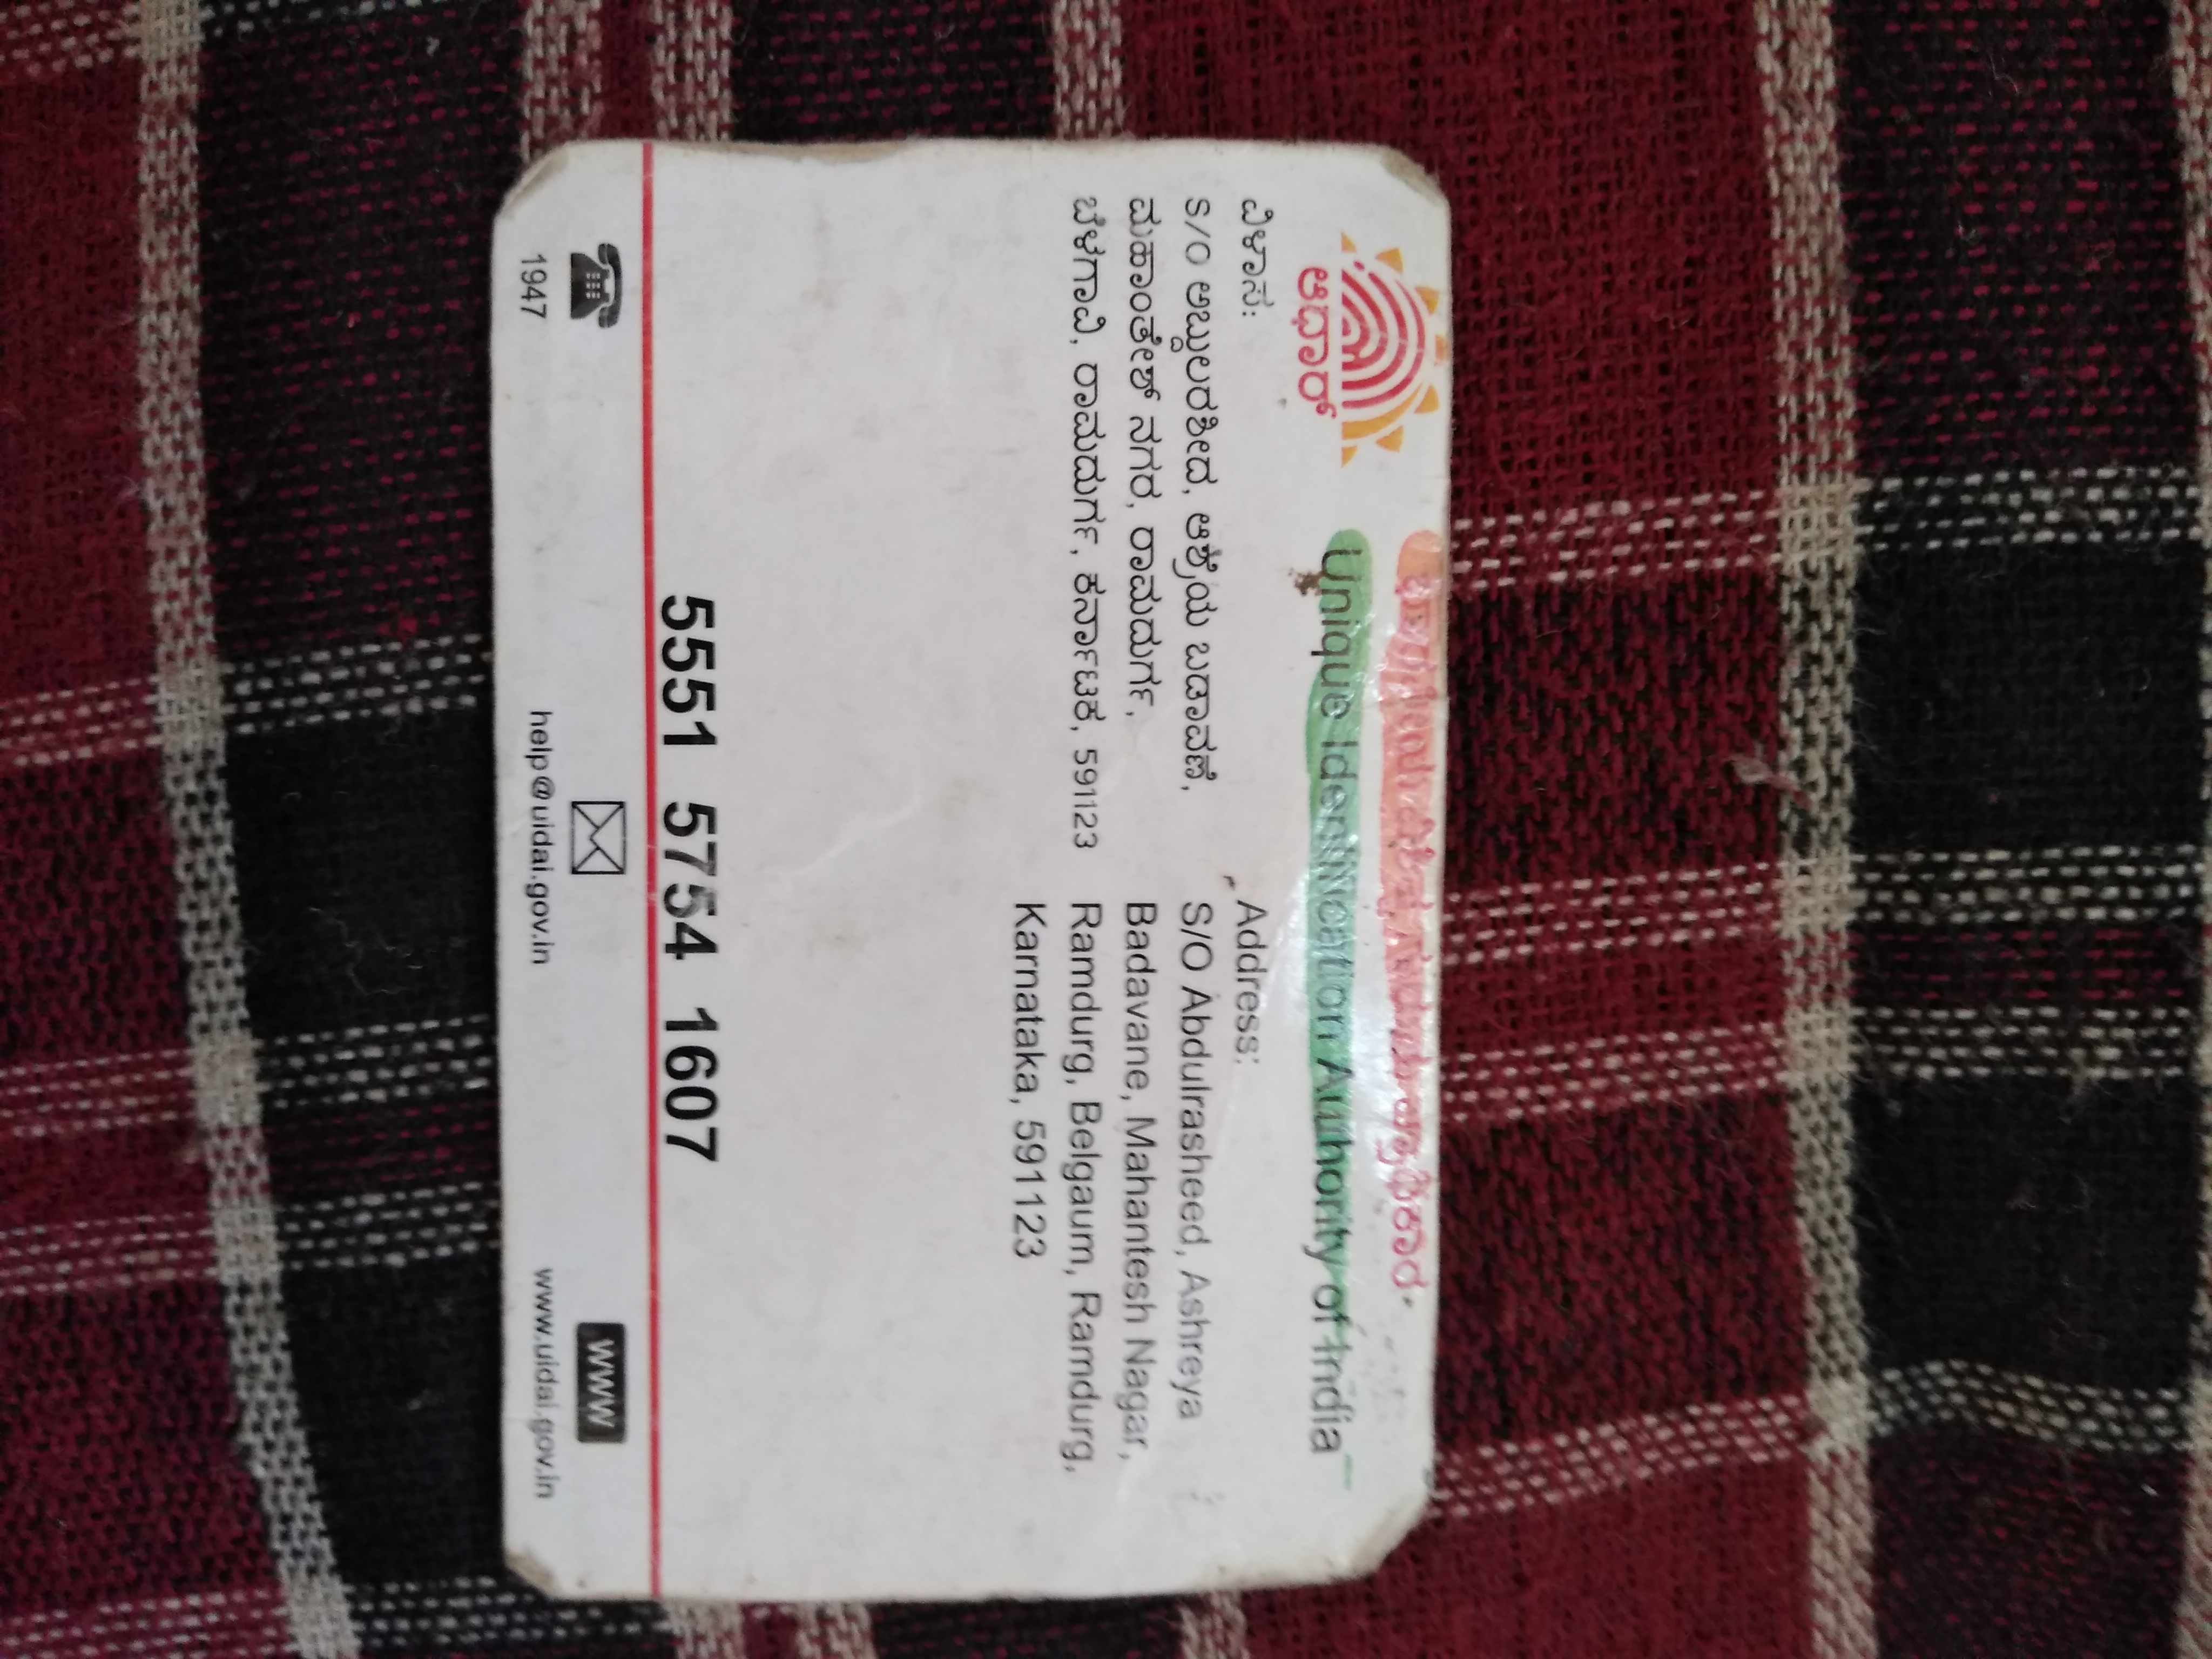 ಆಧಾರ್
Unique Identification Authority of India
ವಿಳಾಸ:
S/O ಅಬ್ದುಲರಶೀದ, ಆಶ್ರೆಯ ಬಡಾವಣೆ,
ಮಹಾಂತೇಶ್ ನಗರ, ರಾಮದುರ್ಗ,
ಬೆಳಗಾವಿ, ರಾಮದುರ್ಗ, ಕರ್ನಾಟಕ, 591123
Address:
S/O Abdulrasheed, Ashreya
Badavane, Mahantesh Nagar,
Ramdurg, Belgaum, Ramdurg,
Karnataka, 591123
5551 5754 1607
1947
help@uidai.gov.in
WWW
www.uidai.gov.in